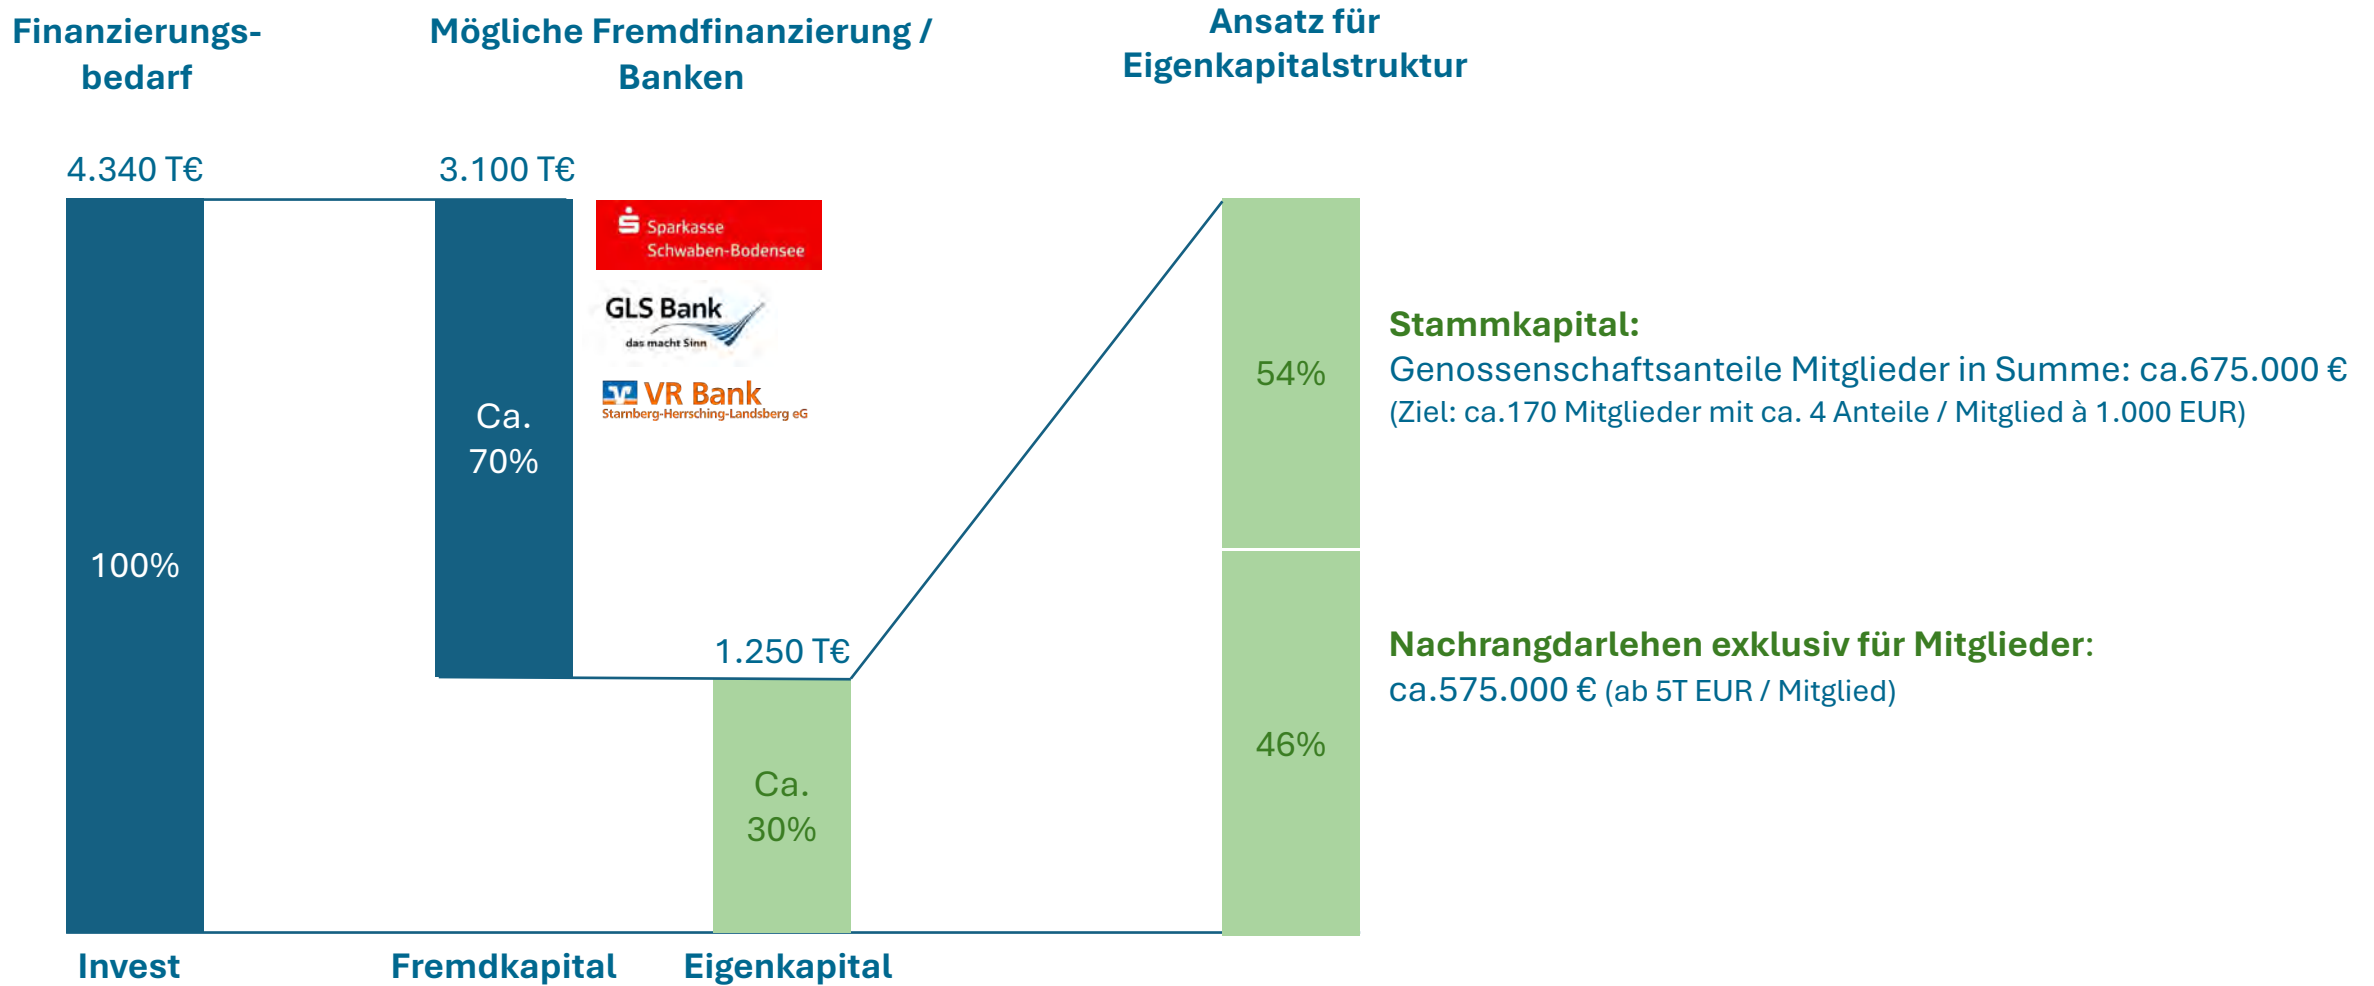 Finanzierungs-
bedarf
Mögliche Fremdfinanzierung /
Banken
Ansatz für
Eigenkapitalstruktur
4.340 T€
3.100 T€
Sparkasse
Schwaben-Bodensee
GLS Bank
das macht Sinn
VR Bank
Starnberg-Herrsching-Landsberg eG
Ca.
70%
100%
1.250 T€
Ca.
30%
54%
46%
Stammkapital:
Genossenschaftsanteile Mitglieder in Summe: ca.675.000 €
(Ziel: ca.170 Mitglieder mit ca. 4 Anteile / Mitglied à 1.000 EUR)
Nachrangdarlehen exklusiv für Mitglieder:
ca.575.000 € (ab 5T EUR / Mitglied)
Invest
Fremdkapital
Eigenkapital